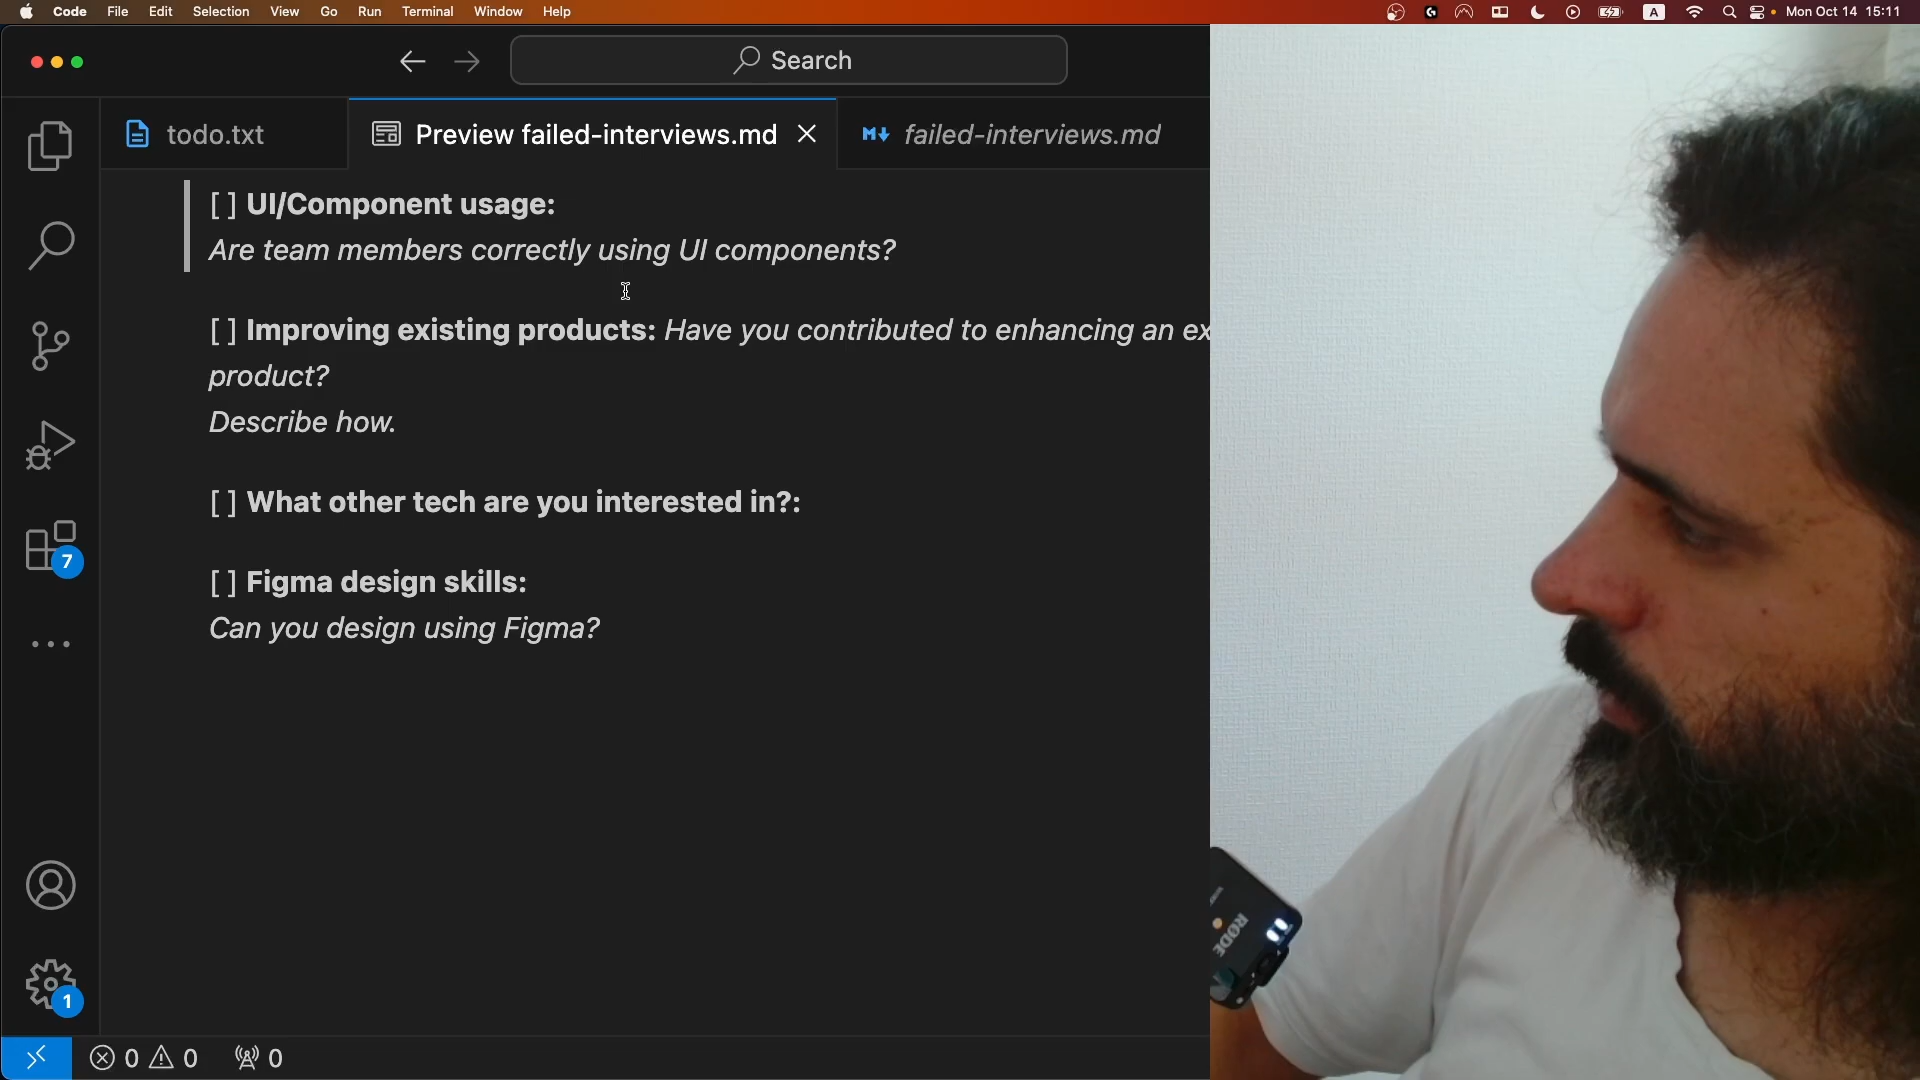 Code File Edit Selection View Go Run Terminal Window Help
A Mon Oct 14 15:11
Search
todo.txt
Preview failed-interviews.md
failed-interviews.md
[ ] UI/Component usage:
Are team members correctly using UI components?
[ ] Improving existing products: Have you contributed to enhancing an ex
product?
Describe how.
[ ] What other tech are you interested in?:
[ ] Figma design skills:
Can you design using Figma?
7
1
0 0 0
RØDE